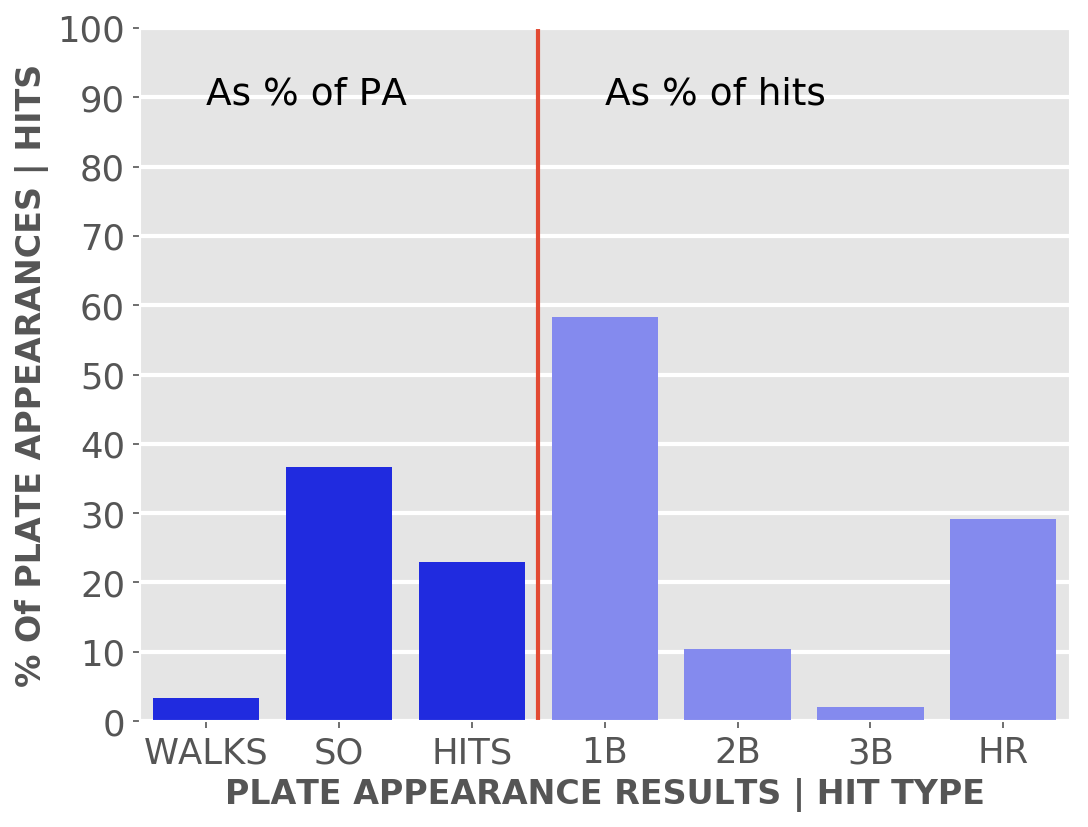 % Of PLATE APPEARANCES | HITS
100
90
80
70
60
50
40
30
20
10
0
As % of PA
As % of hits
WALKS SO HITS 1B 2B 3B HR
PLATE APPEARANCE RESULTS | HIT TYPE